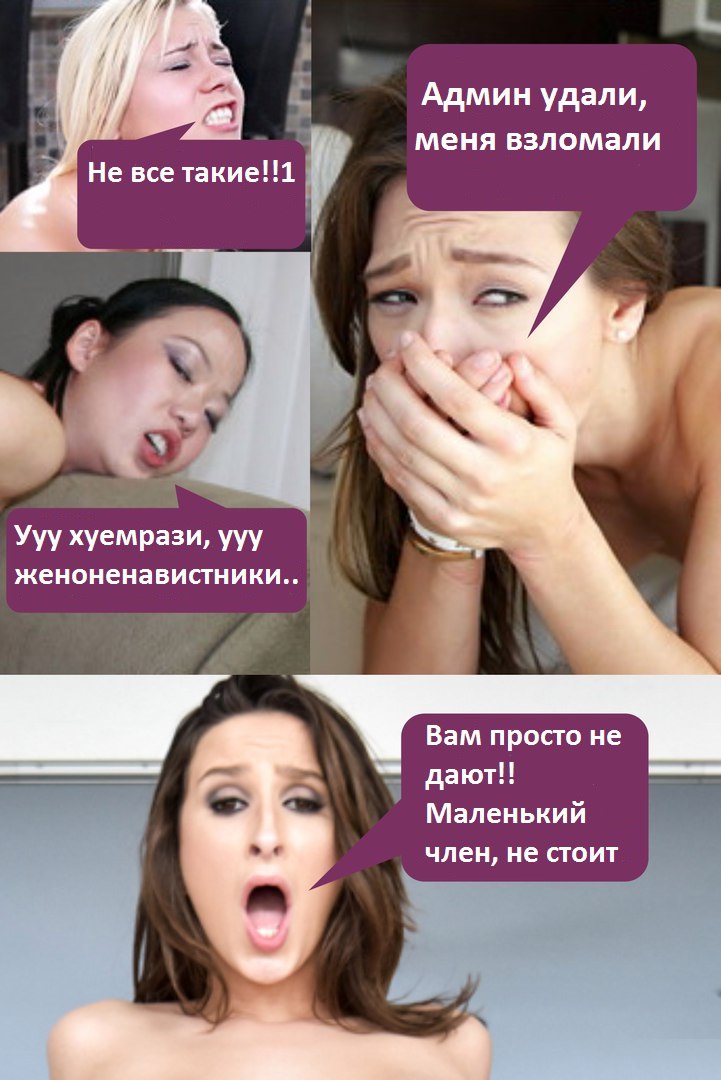 Не все такие!!1
Админ удали,
меня взломали
Ууу хуемрази, ууу
женоненавистники..
Вам просто не
дают!!
Маленький
член, не стоит